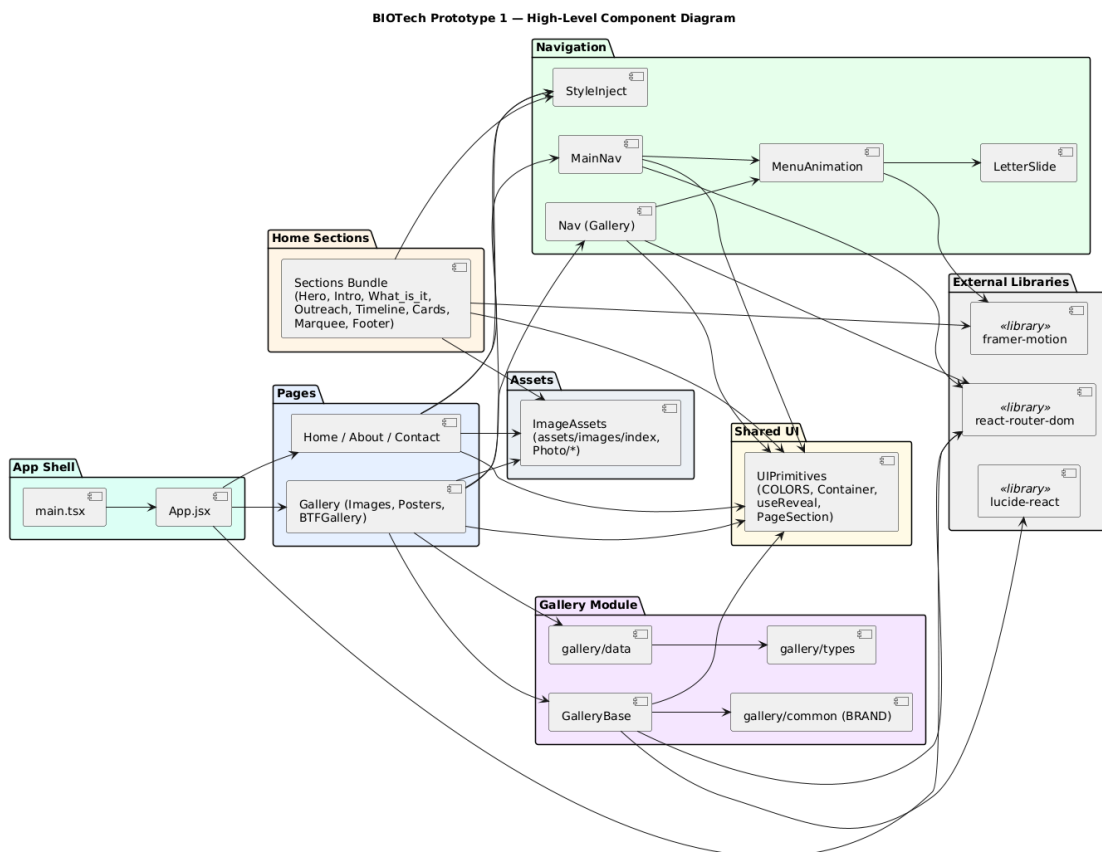 BIOTech Prototype 1 — High-Level Component Diagram
Navigation
StyleInject
MainNav
MenuAnimation
LetterSlide
Nav (Gallery)
Home Sections
Sections Bundle
(Hero, Intro, What_is_it,
Outreach, Timeline, Cards,
Marquee, Footer)
External Libraries
«library»
framer-motion
«library»
react-router-dom
«library»
lucide-react
Pages
Home / About / Contact
Gallery (Images, Posters,
BTFGallery)
Assets
ImageAssets
(assets/images/index,
Photo/*)
Shared UI
UIPrimitives
(COLORS, Container,
useReveal,
PageSection)
App Shell
main.tsx
App.jsx
Gallery Module
gallery/data
gallery/types
GalleryBase
gallery/common (BRAND)